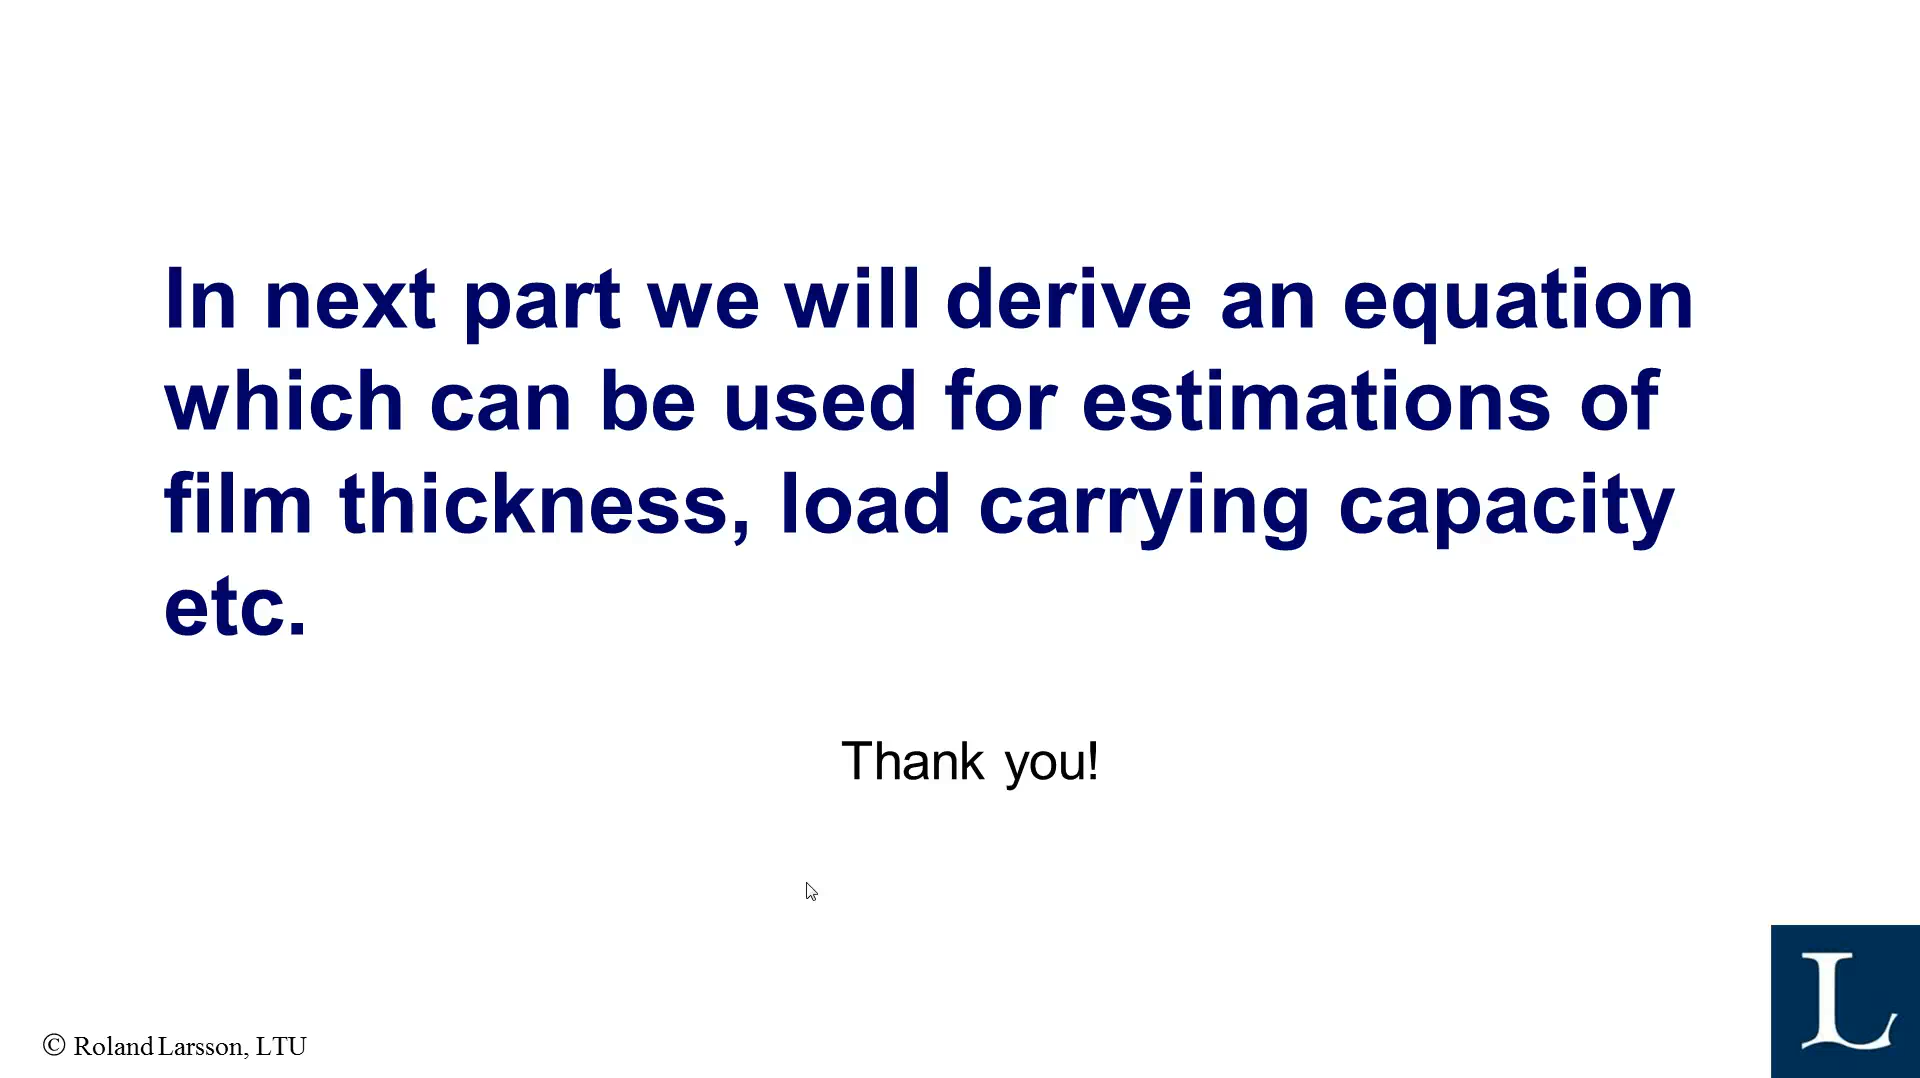 In next part we will derive an equation
which can be used for estimations of
film thickness, load carrying capacity
etc.
Thank you!
L
© Roland Larsson, LTU